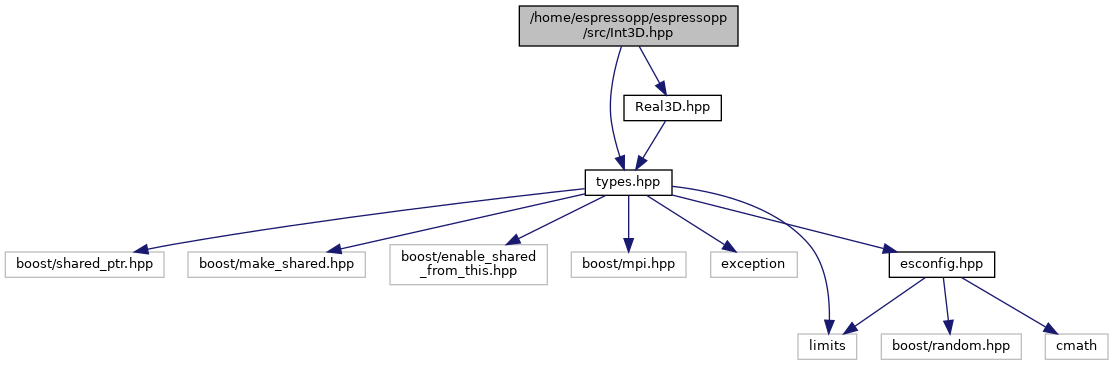 /home/espressopp/espressopp
/src/Int3D.hpp
Real3D.hpp
types.hpp
boost/shared_ptr.hpp
boost/make_shared.hpp
boost/enable_shared
_from_this.hpp
boost/mpi.hpp
exception
esconfig.hpp
limits
boost/random.hpp
cmath